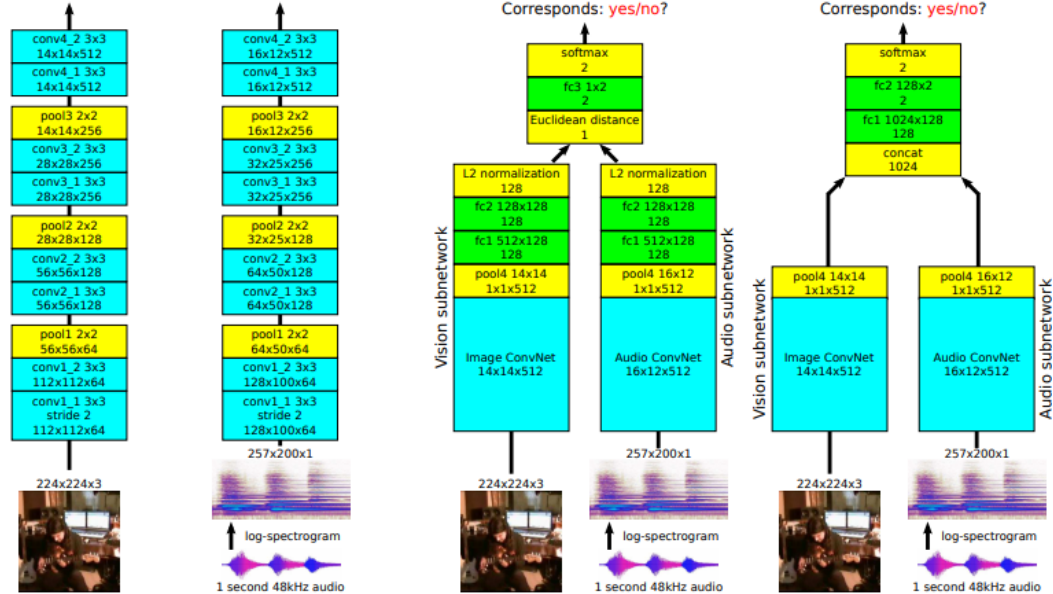 conv4_2 3x3
14x14x512
conv4_1 3x3
14x14x512
pool3 2x2
14x14x256
conv3_2 3x3
28x28x256
conv3_1 3x3
28x28x256
pool2 2x2
28x28x128
conv2_2 3x3
56x56x128
conv2_1 3x3
56x56x128
pool1 2x2
56x56x64
conv1_2 3x3
112x112x64
conv1_1 3x3
stride 2
112x112x64
224x224x3
conv4_2 3x3
16x12x512
conv4_1 3x3
16x12x512
pool3 2x2
16x12x256
conv3_2 3x3
32x25x256
conv3_1 3x3
32x25x256
pool2 2x2
32x25x128
conv2_2 3x3
64x50x128
conv2_1 3x3
64x50x128
pool1 2x2
64x50x64
conv1_2 3x3
128x100x64
conv1_1 3x3
stride 2
128x100x64
257x200x1
log-spectrogram
1 second 48kHz audio
Corresponds: yes/no?
softmax
2
fc3 1x2
2
Euclidean distance
1
L2 normalization
128
fc2 128x128
128
fc1 512x128
128
pool4 14x14
1x1x512
Image ConvNet
14x14x512
Vision subnetwork
224x224x3
L2 normalization
128
fc2 128x128
128
fc1 512x128
128
pool4 16x12
1x1x512
Audio ConvNet
16x12x512
Audio subnetwork
257x200x1
log-spectrogram
1 second 48kHz audio
Corresponds: yes/no?
softmax
2
fc2 128x2
2
fc1 1024x128
128
concat
1024
pool4 14x14
1x1x512
Image ConvNet
14x14x512
Vision subnetwork
224x224x3
pool4 16x12
1x1x512
Audio ConvNet
16x12x512
Audio subnetwork
257x200x1
log-spectrogram
1 second 48kHz audio